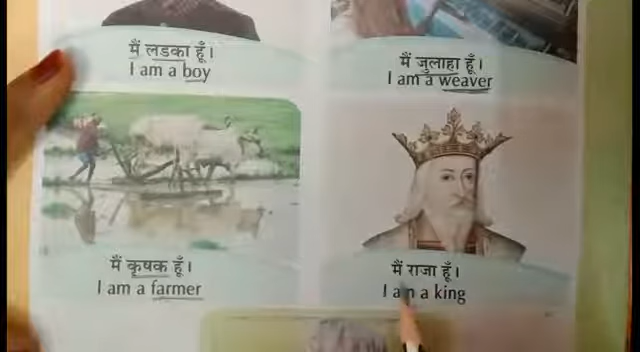 मैं लडका हूँ।
I am a boy
मैं जुलाहा हूँ।
I am a weaver
मैं कृषक हूँ।
I am a farmer
मैं राजा हूँ।
I am a king